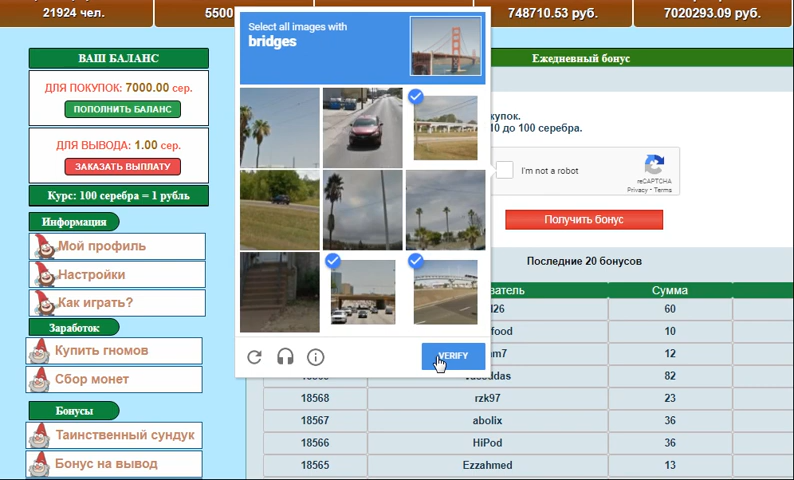 21924 чел.
5500
748710.53 руб.
7020293.09 руб.
ВАШ БАЛАНС
ДЛЯ ПОКУПОК: 7000.00 сер.
ПОПОЛНИТЬ БАЛАНС
ДЛЯ ВЫВОДА: 1.00 сер.
ЗАКАЗАТЬ ВЫПЛАТУ
Курс: 100 серебра = 1 рубль
Информация
Мой профиль
Настройки
Как играть?
Заработок
Купить гномов
Сбор монет
Бонусы
Таинственный сундук
Бонус на вывод
Select all images with
bridges
VERIFY
Ежедневный бонус
купок.
10 до 100 серебра.
I'm not a robot
reCAPTCHA
Privacy - Terms
Получить бонус
Последние 20 бонусов
ватель Сумма
60
food 10
12
82
18568 rzk97 23
18567 abolix 36
18566 HiPod 36
18565 Ezzahmed 13